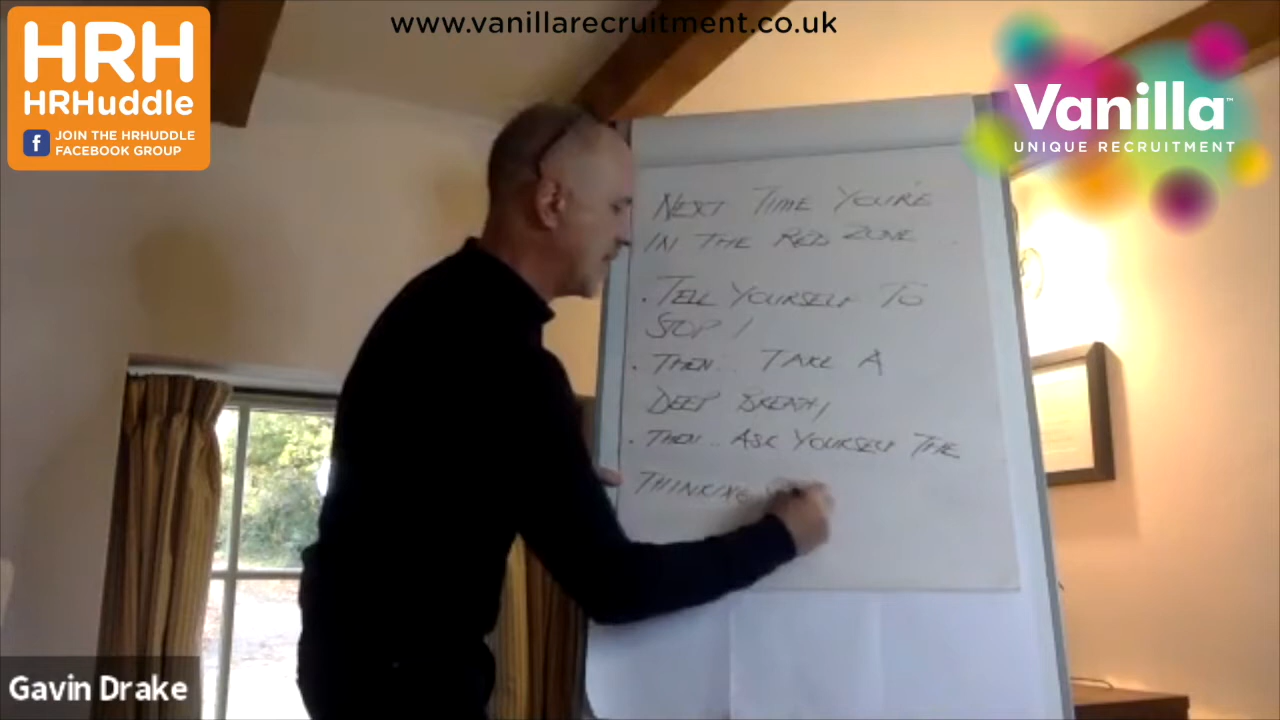 www.vanillarecruitment.co.uk
HRH
HRHuddle
f
JOIN THE HRHUDDLE
FACEBOOK GROUP
Vanilla™
UNIQUE RECRUITMENT
NEXT TIME YOU'RE
IN THE RED ZONE..
• TELL YOURSELF TO
STOP!
• THEN... TAKE A
DEEP BREATH,
• THEN.. ASK YOURSELF THE
THINKING
Gavin Drake